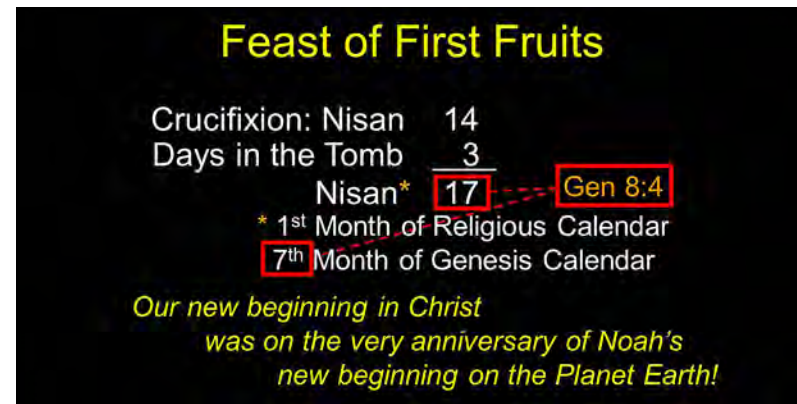 Feast of First Fruits
Crucifixion: Nisan 14
Days in the Tomb 3
Nisan* 17 Gen 8:4
* 1st Month of Religious Calendar
7th Month of Genesis Calendar
Our new beginning in Christ
was on the very anniversary of Noah's
new beginning on the Planet Earth!